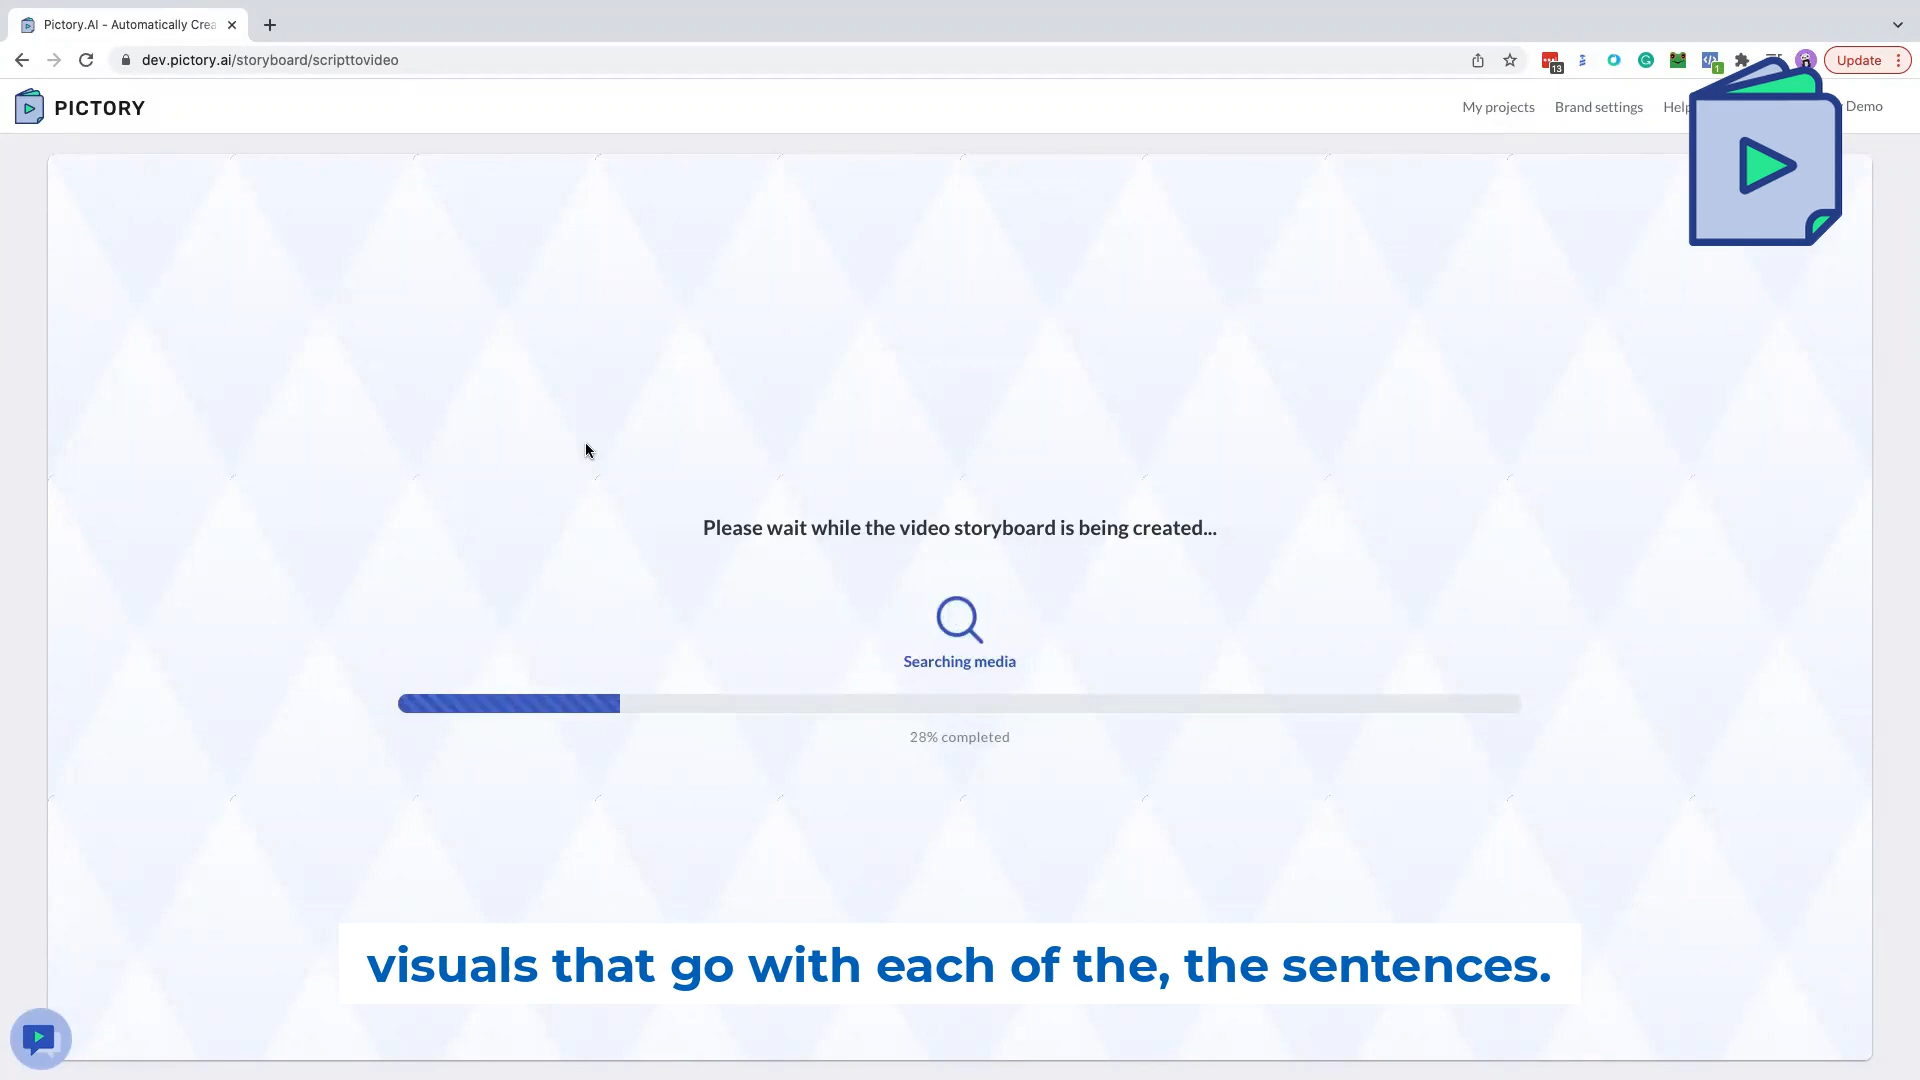 Pictory.AI - Automatically Crea
dev.pictory.ai/storyboard/scripttovideo
13
1
Update
PICTORY
My projects
Brand settings
Help
Demo
Please wait while the video storyboard is being created...
Searching media
28% completed
visuals that go with each of the, the sentences.